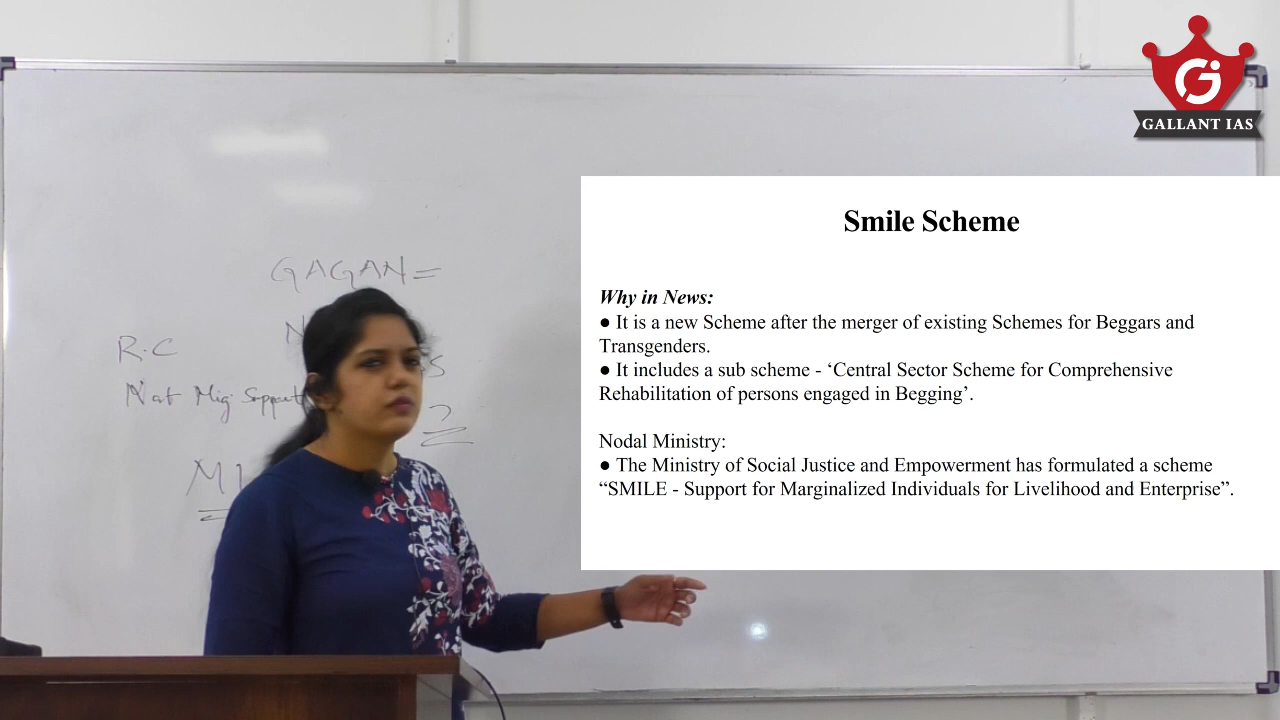 GALLANT IAS
Smile Scheme
Why in News:
● It is a new Scheme after the merger of existing Schemes for Beggars and
Transgenders.
● It includes a sub scheme - ‘Central Sector Scheme for Comprehensive
Rehabilitation of persons engaged in Begging’.
Nodal Ministry:
● The Ministry of Social Justice and Empowerment has formulated a scheme
“SMILE - Support for Marginalized Individuals for Livelihood and Enterprise”.
GAGAN =
R.C
Nat Mig Support